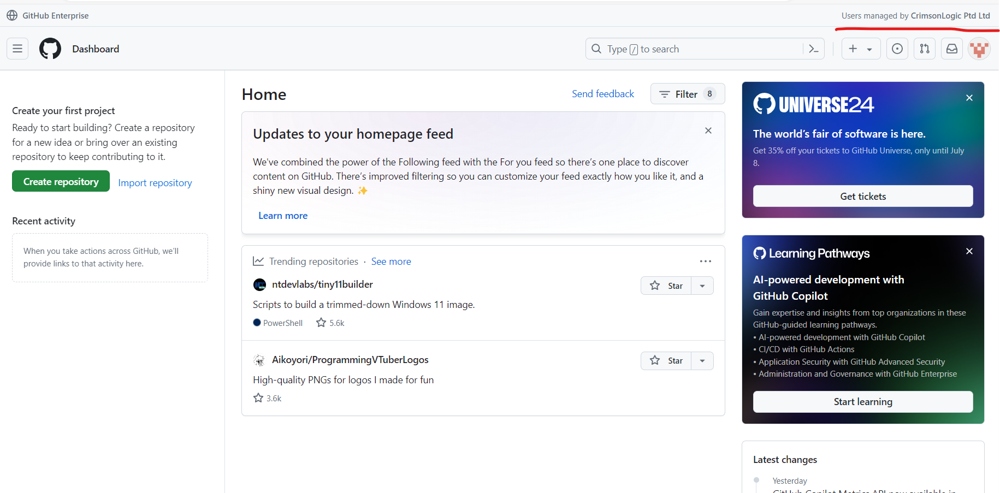 GitHub Enterprise
Users managed by CrimsonLogic Ptd Ltd
Dashboard
Type / to search
Create your first project
Ready to start building? Create a repository
for a new idea or bring over an existing
repository to keep contributing to it.
Create repository
Import repository
Recent activity
When you take actions across GitHub, we’ll
provide links to that activity here.
Home
Send feedback
Filter 8
Updates to your homepage feed
We've combined the power of the Following feed with the For you feed so there’s one place to discover
content on GitHub. There’s improved filtering so you can customize your feed exactly how you like it, and a
shiny new visual design. ✨
Learn more
Trending repositories · See more
ntdevlabs/tiny11builder
Star
Scripts to build a trimmed-down Windows 11 image.
PowerShell
5.6k
Aikoyori/ProgrammingVTuberLogos
Star
High-quality PNGs for logos I made for fun
3.6k
UNIVERSE24
The world’s fair of software is here.
Get 35% off your tickets to GitHub Universe, only until July
8.
Get tickets
Learning Pathways
AI-powered development with
GitHub Copilot
Gain expertise and insights from top organizations in these
GitHub-guided learning pathways.
• AI-powered development with GitHub Copilot
• CI/CD with GitHub Actions
• Application Security with GitHub Advanced Security
• Administration and Governance with GitHub Enterprise
Start learning
Latest changes
Yesterday
GitHub Copilot Metrics API now available in